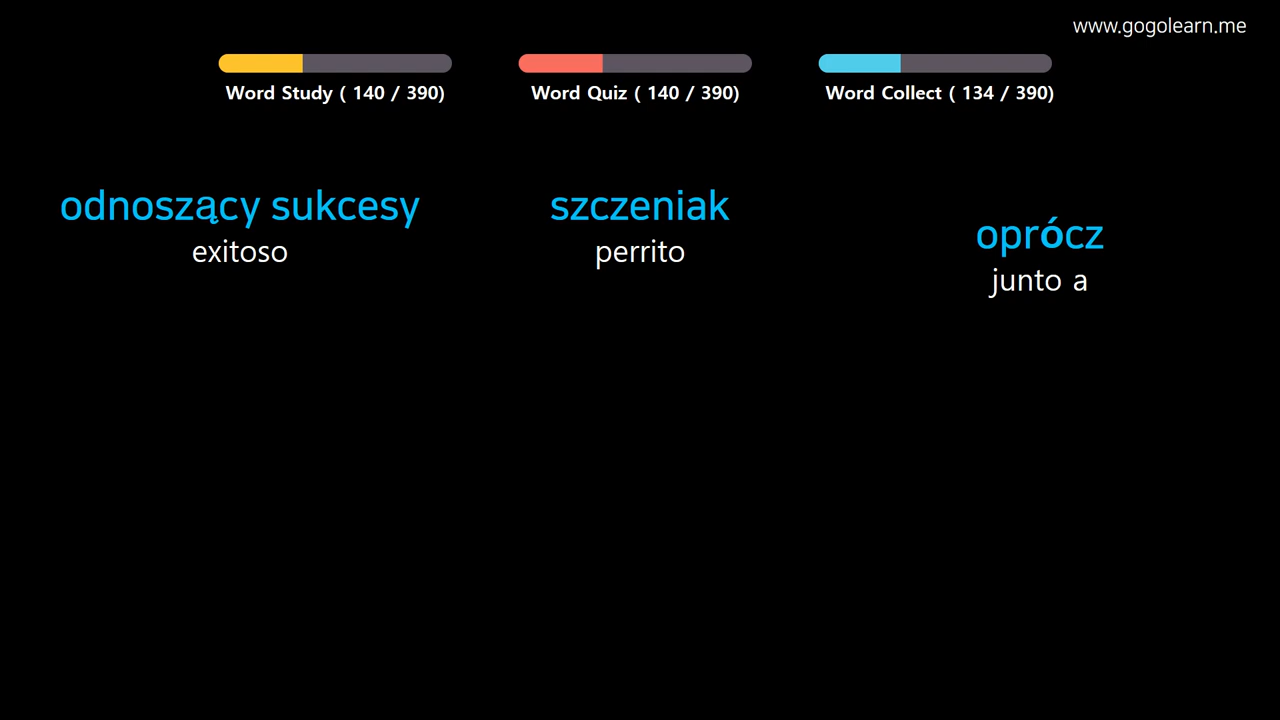 www.gogolearn.me
Word Study ( 140 / 390)
Word Quiz ( 140 / 390)
Word Collect ( 134 / 390)
odnoszący sukcesy
exitoso
szczeniak
perrito
oprócz
junto a